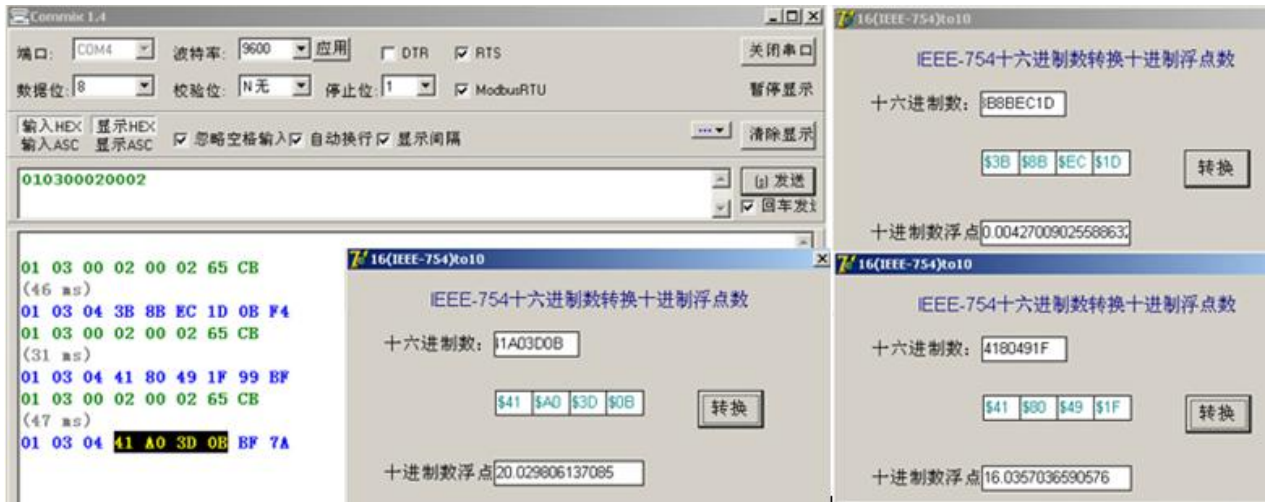 Commix 1.4
端口: COM4 波特率: 9600 应用 DTR RTS 关闭串口
数据位: 8 校验位: N无 停止位: 1 ModbusRTU 暂停显示
输入HEX 显示HEX
输入ASC 显示ASC
忽略空格输入 自动换行 显示间隔 清除显示
010300020002
发送
回车发
01 03 00 02 00 02 65 CB
(46 ms)
01 03 04 3B 8B EC 1D 0B F4
01 03 00 02 00 02 65 CB
(31 ms)
01 03 04 41 80 49 1F 99 BF
01 03 00 02 00 02 65 CB
(47 ms)
01 03 04 41 A0 3D 0B BF 7A
16(IEEE-754)to10
IEEE-754十六进制数转换十进制浮点数
十六进制数: 41A03D0B
$41 $A0 $3D $0B 转换
十进制数浮点 20.029806137085
16(IEEE-754)to10
IEEE-754十六进制数转换十进制浮点数
十六进制数: B8BEC1D
$3B $8B $EC $1D 转换
十进制数浮点 0.0042700902558863
16(IEEE-754)to10
IEEE-754十六进制数转换十进制浮点数
十六进制数: 4180491F
$41 $80 $49 $1F 转换
十进制数浮点 16.0357036590576